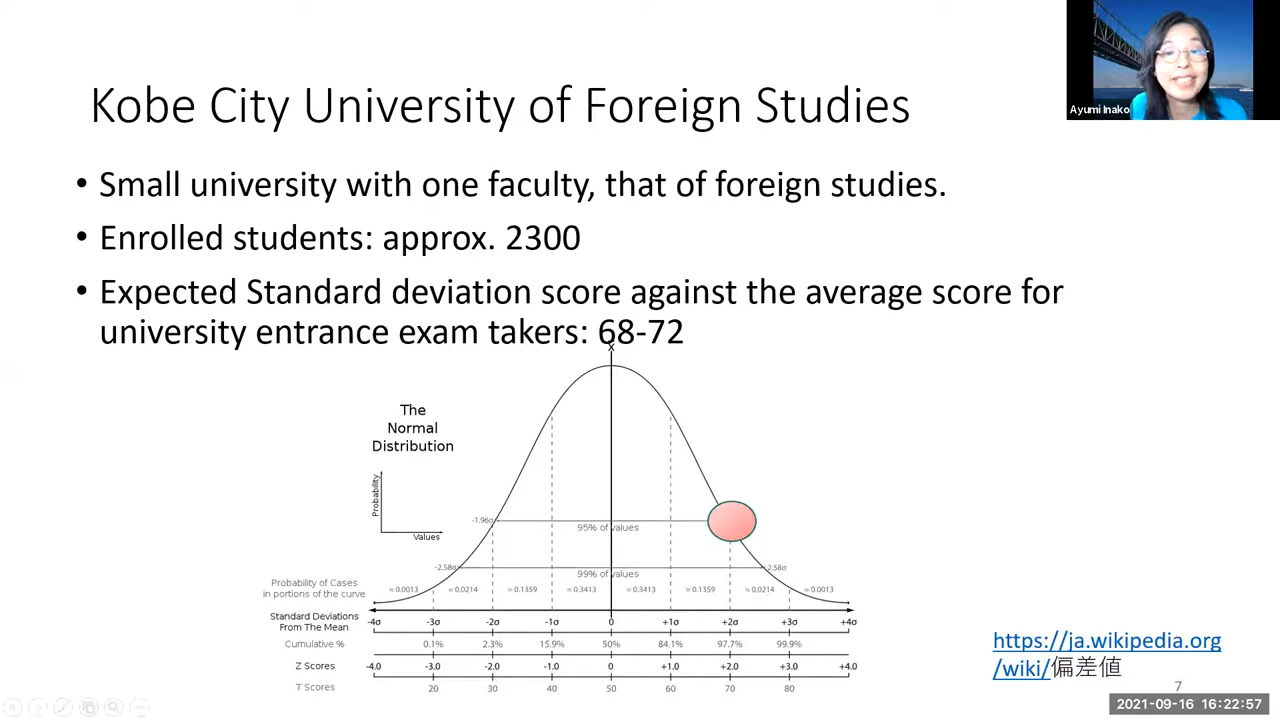 Kobe City University of Foreign Studies
Ayumi Inako
• Small university with one faculty, that of foreign studies.
• Enrolled students: approx. 2300
• Expected Standard deviation score against the average score for
university entrance exam takers: 68-72
X
The
Normal
Distribution
Probability
Values
-1.96σ
95% of values
-2.58σ
99% of values
2.58σ
Probability of Cases
in portions of the curve
≈ 0.0013 ≈ 0.0214 ≈ 0.1359 ≈ 0.3413 ≈ 0.3413 ≈ 0.1359 ≈ 0.0214 ≈ 0.0013
Standard Deviations
From The Mean
-4σ -3σ -2σ -1σ 0 +1σ +2σ +3σ +4σ
Cumulative % 0.1% 2.3% 15.9% 50% 84.1% 97.7% 99.9%
Z Scores -4.0 -3.0 -2.0 -1.0 0 +1.0 +2.0 +3.0 +4.0
T Scores 20 30 40 50 60 70 80
https://ja.wikipedia.org
/wiki/偏差値
7
2021-09-16 16:22:57